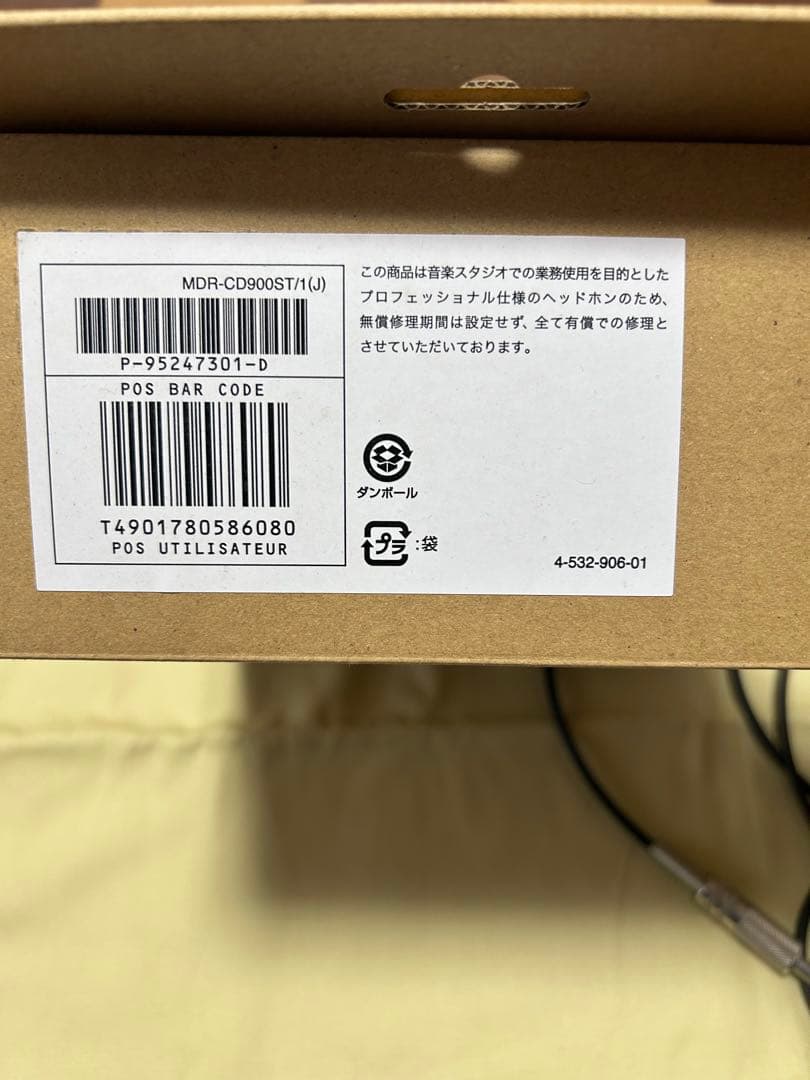 MDR-CD900ST/1(J)
P-95247301-D
POS BAR CODE
T4901780586080
POS UTILISATEUR
この商品は音楽スタジオでの業務使用を目的とした
プロフェッショナル仕様のヘッドホンのため、
無償修理期間は設定せず、全て有償での修理と
させていただいております。
ダンボール
プラ:袋
4-532-906-01